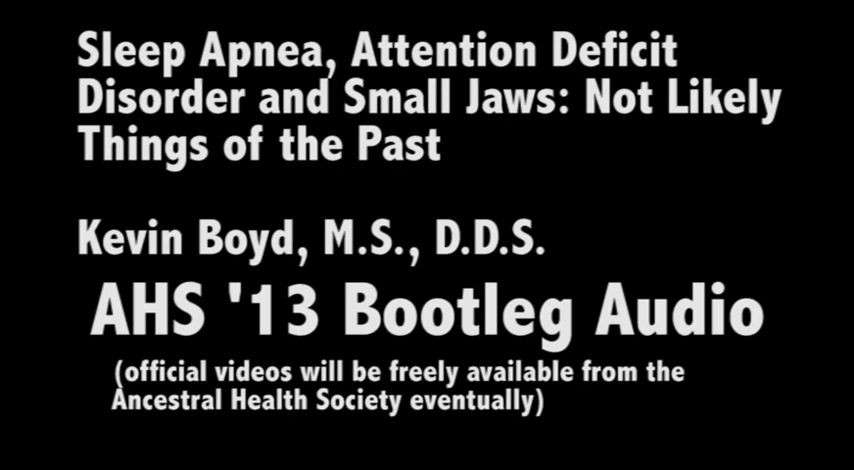 Sleep Apnea, Attention Deficit
Disorder and Small Jaws: Not Likely
Things of the Past
Kevin Boyd, M.S., D.D.S.
AHS '13 Bootleg Audio
(official videos will be freely available from the
Ancestral Health Society eventually)